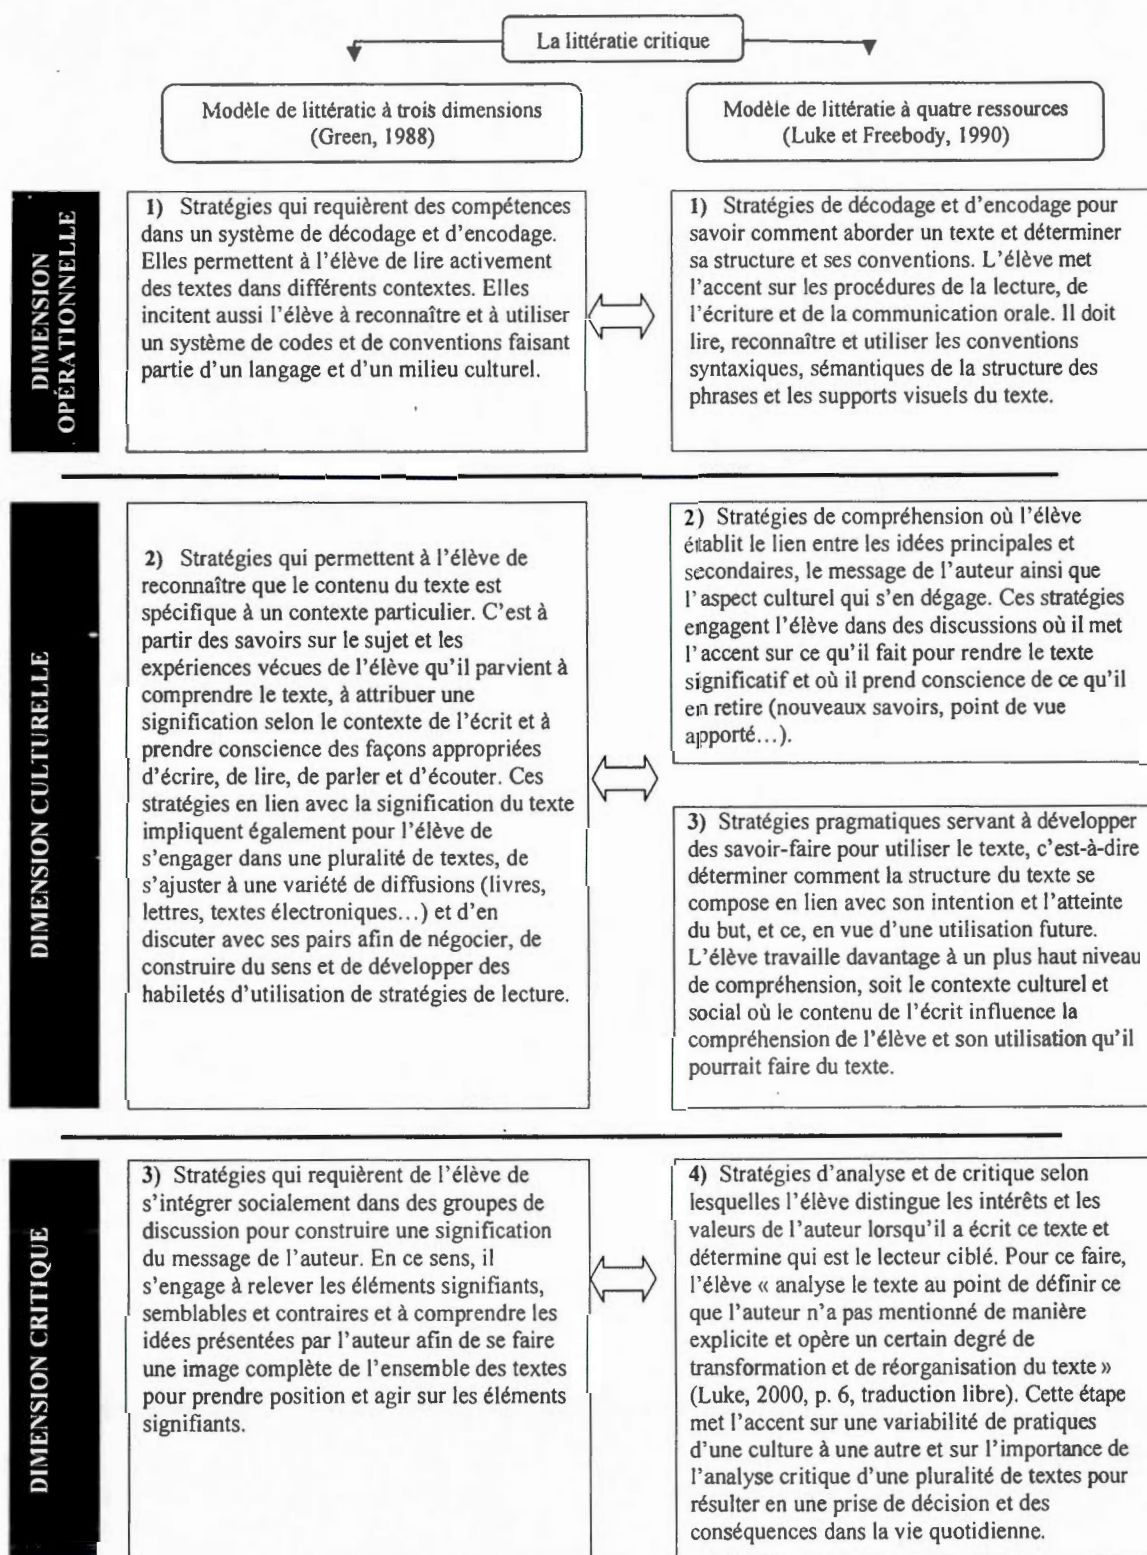 La littératie critique
Modèle de littératie à trois dimensions
(Green, 1988)
Modèle de littératie à quatre ressources
(Luke et Freebody, 1990)
DIMENSION
OPÉRATIONNELLE
1) Stratégies qui requièrent des compétences
dans un système de décodage et d'encodage.
Elles permettent à l'élève de lire activement
des textes dans différents contextes. Elles
incitent aussi l'élève à reconnaître et à utiliser
un système de codes et de conventions faisant
partie d'un langage et d'un milieu culturel.
1) Stratégies de décodage et d'encodage pour
savoir comment aborder un texte et déterminer
sa structure et ses conventions. L'élève met
l'accent sur les procédures de la lecture, de
l'écriture et de la communication orale. Il doit
lire, reconnaître et utiliser les conventions
syntaxiques, sémantiques de la structure des
phrases et les supports visuels du texte.
DIMENSION CULTURELLE
2) Stratégies qui permettent à l'élève de
reconnaître que le contenu du texte est
spécifique à un contexte particulier. C'est à
partir des savoirs sur le sujet et les
expériences vécues de l'élève qu'il parvient à
comprendre le texte, à attribuer une
signification selon le contexte de l'écrit et à
prendre conscience des façons appropriées
d'écrire, de lire, de parler et d'écouter. Ces
stratégies en lien avec la signification du texte
impliquent également pour l'élève de
s'engager dans une pluralité de textes, de
s'ajuster à une variété de diffusions (livres,
lettres, textes électroniques…) et d'en
discuter avec ses pairs afin de négocier, de
construire du sens et de développer des
habiletés d'utilisation de stratégies de lecture.
2) Stratégies de compréhension où l'élève
établit le lien entre les idées principales et
secondaires, le message de l'auteur ainsi que
l'aspect culturel qui s'en dégage. Ces stratégies
engagent l'élève dans des discussions où il met
l'accent sur ce qu'il fait pour rendre le texte
significatif et où il prend conscience de ce qu'il
en retire (nouveaux savoirs, point de vue
apporté…).
3) Stratégies pragmatiques servant à développer
des savoir-faire pour utiliser le texte, c'est-à-dire
déterminer comment la structure du texte se
compose en lien avec son intention et l'atteinte
du but, et ce, en vue d'une utilisation future.
L'élève travaille davantage à un plus haut niveau
de compréhension, soit le contexte culturel et
social où le contenu de l'écrit influence la
compréhension de l'élève et son utilisation qu'il
pourrait faire du texte.
DIMENSION CRITIQUE
3) Stratégies qui requièrent de l'élève de
s'intégrer socialement dans des groupes de
discussion pour construire une signification
du message de l'auteur. En ce sens, il
s'engage à relever les éléments signifiants,
semblables et contraires et à comprendre les
idées présentées par l'auteur afin de se faire
une image complète de l'ensemble des textes
pour prendre position et agir sur les éléments
signifiants.
4) Stratégies d'analyse et de critique selon
lesquelles l'élève distingue les intérêts et les
valeurs de l'auteur lorsqu'il a écrit ce texte et
détermine qui est le lecteur ciblé. Pour ce faire,
l'élève « analyse le texte au point de définir ce
que l'auteur n'a pas mentionné de manière
explicite et opère un certain degré de
transformation et de réorganisation du texte »
(Luke, 2000, p. 6, traduction libre). Cette étape
met l'accent sur une variabilité de pratiques
d'une culture à une autre et sur l'importance de
l'analyse critique d'une pluralité de textes pour
résulter en une prise de décision et des
conséquences dans la vie quotidienne.